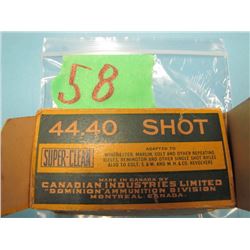 58
44.40 SHOT
SUPER-CLEAN
ADAPTED TO
WINCHESTER, MARLIN, COLT AND OTHER REPEATING
RIFLES, REMINGTON AND OTHER SINGLE SHOT RIFLES
ALSO TO COLT, S. & W. AND M. H. & CO. REVOLVERS
MADE IN CANADA BY
CANADIAN INDUSTRIES LIMITED
"DOMINION" AMMUNITION DIVISION
MONTREAL, CANADA.